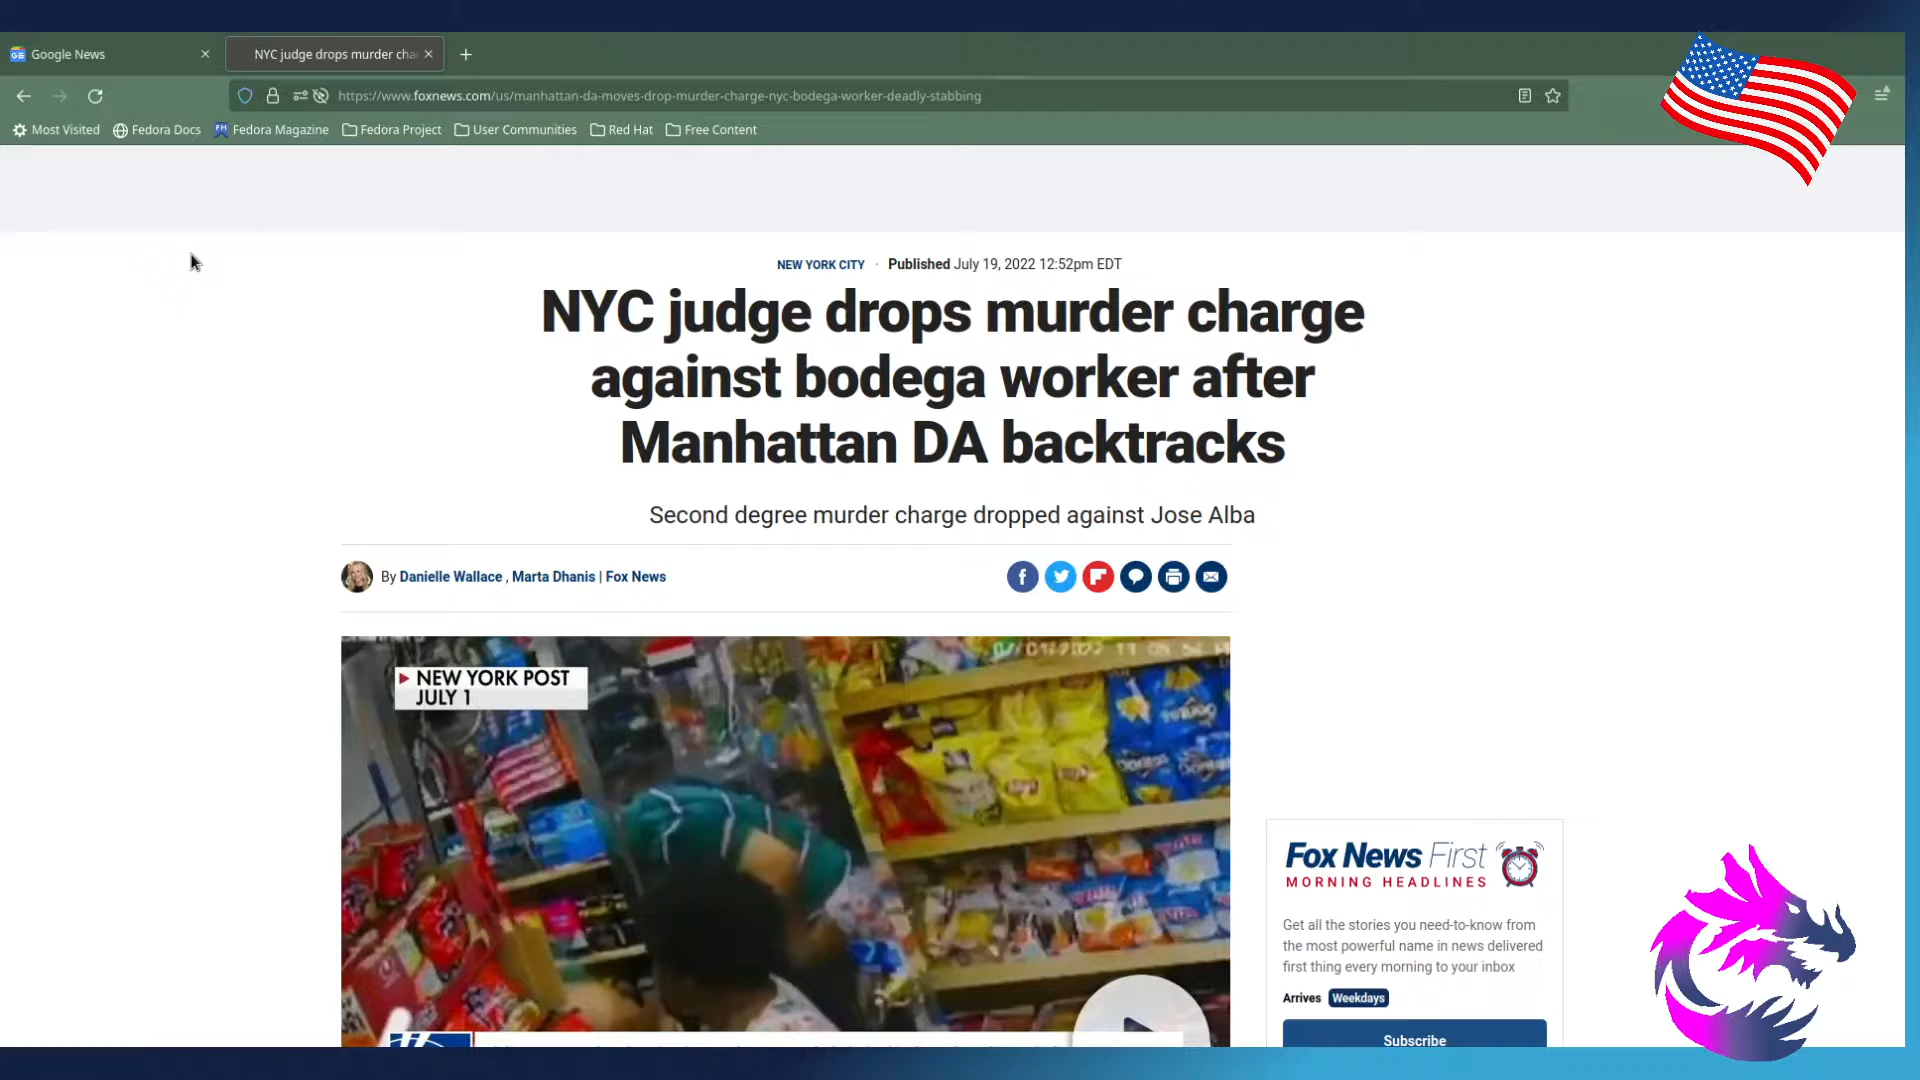 Google News
NYC judge drops murder cha
https://www.foxnews.com/us/manhattan-da-moves-drop-murder-charge-nyc-bodega-worker-deadly-stabbing
Most Visited Fedora Docs Fedora Magazine Fedora Project User Communities Red Hat Free Content
NEW YORK CITY · Published July 19, 2022 12:52pm EDT
NYC judge drops murder charge
against bodega worker after
Manhattan DA backtracks
Second degree murder charge dropped against Jose Alba
By Danielle Wallace , Marta Dhanis | Fox News
NEW YORK POST
JULY 1
Fox News First
MORNING HEADLINES
Get all the stories you need-to-know from
the most powerful name in news delivered
first thing every morning to your inbox
Arrives Weekdays
Subscribe